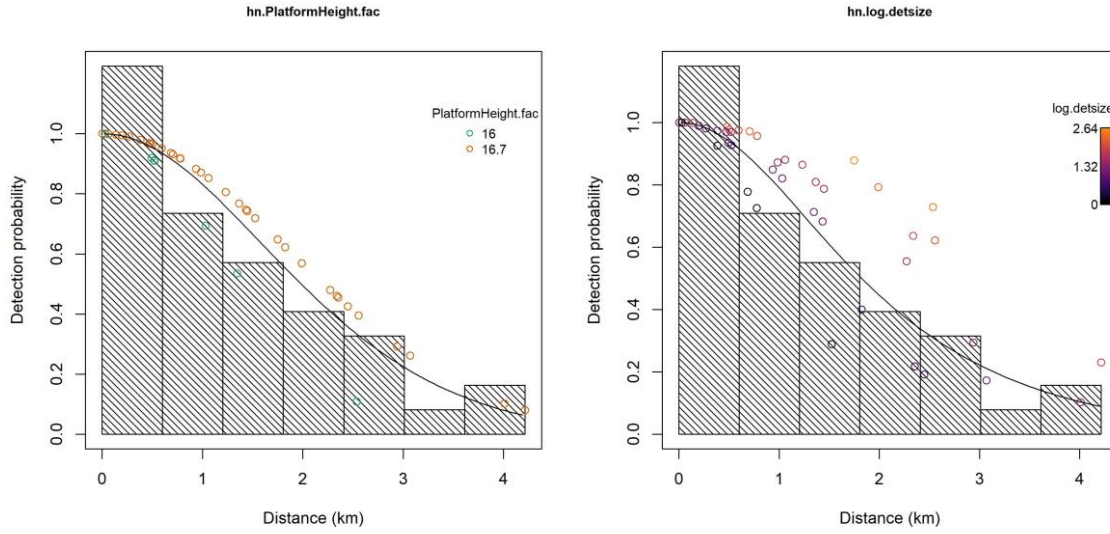 hn.PlatformHeight.fac
Detection probability
1.0
0.8
0.6
0.4
0.2
0.0
PlatformHeight.fac
16
16.7
0 1 2 3 4
Distance (km)
hn.log.detsize
Detection probability
1.0
0.8
0.6
0.4
0.2
0.0
log.detsize
2.64
1.32
0
0 1 2 3 4
Distance (km)